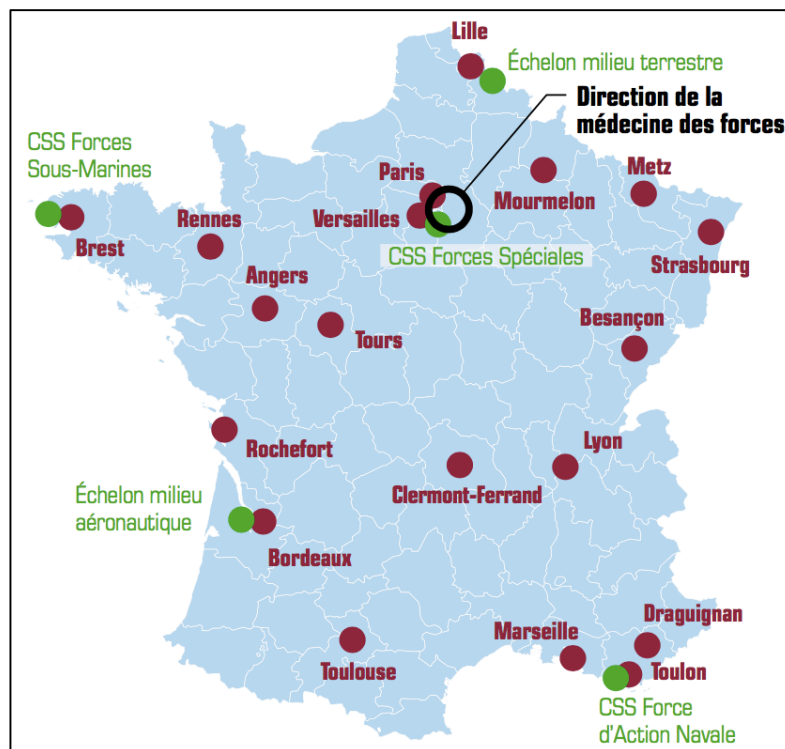 Lille
Échelon milieu terrestre
Direction de la
médecine des forces
CSS Forces
Sous-Marines
Paris
Metz
Mourmelon
Versailles
Rennes
Brest
CSS Forces Spéciales
Strasbourg
Angers
Besançon
Tours
Rochefort
Lyon
Clermont-Ferrand
Échelon milieu
aéronautique
Bordeaux
Draguignan
Marseille
Toulouse
Toulon
CSS Force
d'Action Navale